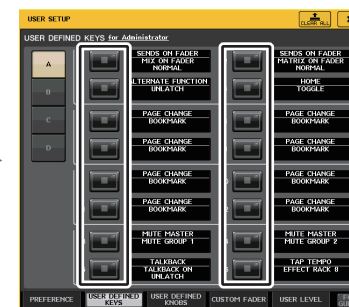 USER SETUP
CLEAR ALL
USER DEFINED KEYS for Administrator
A
B
C
D
SENDS ON FADER
MIX ON FADER
NORMAL
SENDS ON FADER
MATRIX ON FADER
NORMAL
LTERNATE FUNCTION
UNLATCH
HOME
TOGGLE
PAGE CHANGE
BOOKMARK
PAGE CHANGE
BOOKMARK
PAGE CHANGE
BOOKMARK
PAGE CHANGE
BOOKMARK
PAGE CHANGE
BOOKMARK
PAGE CHANGE
BOOKMARK
PAGE CHANGE
BOOKMARK
PAGE CHANGE
BOOKMARK
MUTE MASTER
MUTE GROUP 1
MUTE MASTER
MUTE GROUP 2
TALKBACK
TALKBACK ON
UNLATCH
TAP TEMPO
EFFECT RACK 8
PREFERENCE
USER DEFINED
KEYS
USER DEFINED
KNOBS
CUSTOM FADER
USER LEVEL